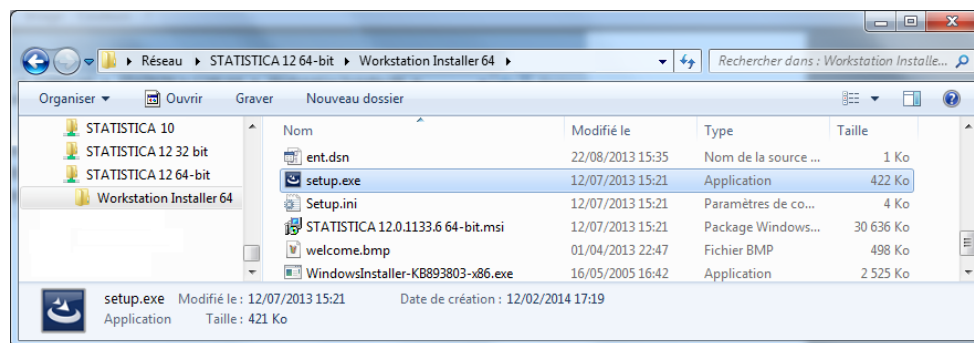 Réseau ▸ STATISTICA 12 64-bit ▸ Workstation Installer 64 ▸
Rechercher dans : Workstation Installe...
Organiser Ouvrir Graver Nouveau dossier
STATISTICA 10
STATISTICA 12 32 bit
STATISTICA 12 64-bit
Workstation Installer 64
Nom Modifié le Type Taille
ent.dsn 22/08/2013 15:35 Nom de la source ... 1 Ko
setup.exe 12/07/2013 15:21 Application 422 Ko
Setup.ini 12/07/2013 15:21 Paramètres de co... 4 Ko
STATISTICA 12.0.1133.6 64-bit.msi 12/07/2013 15:21 Package Windows... 30 636 Ko
welcome.bmp 01/04/2013 22:47 Fichier BMP 498 Ko
WindowsInstaller-KB893803-x86.exe 16/05/2005 16:42 Application 2 525 Ko
setup.exe Modifié le : 12/07/2013 15:21 Date de création : 12/02/2014 17:19
Application Taille : 421 Ko